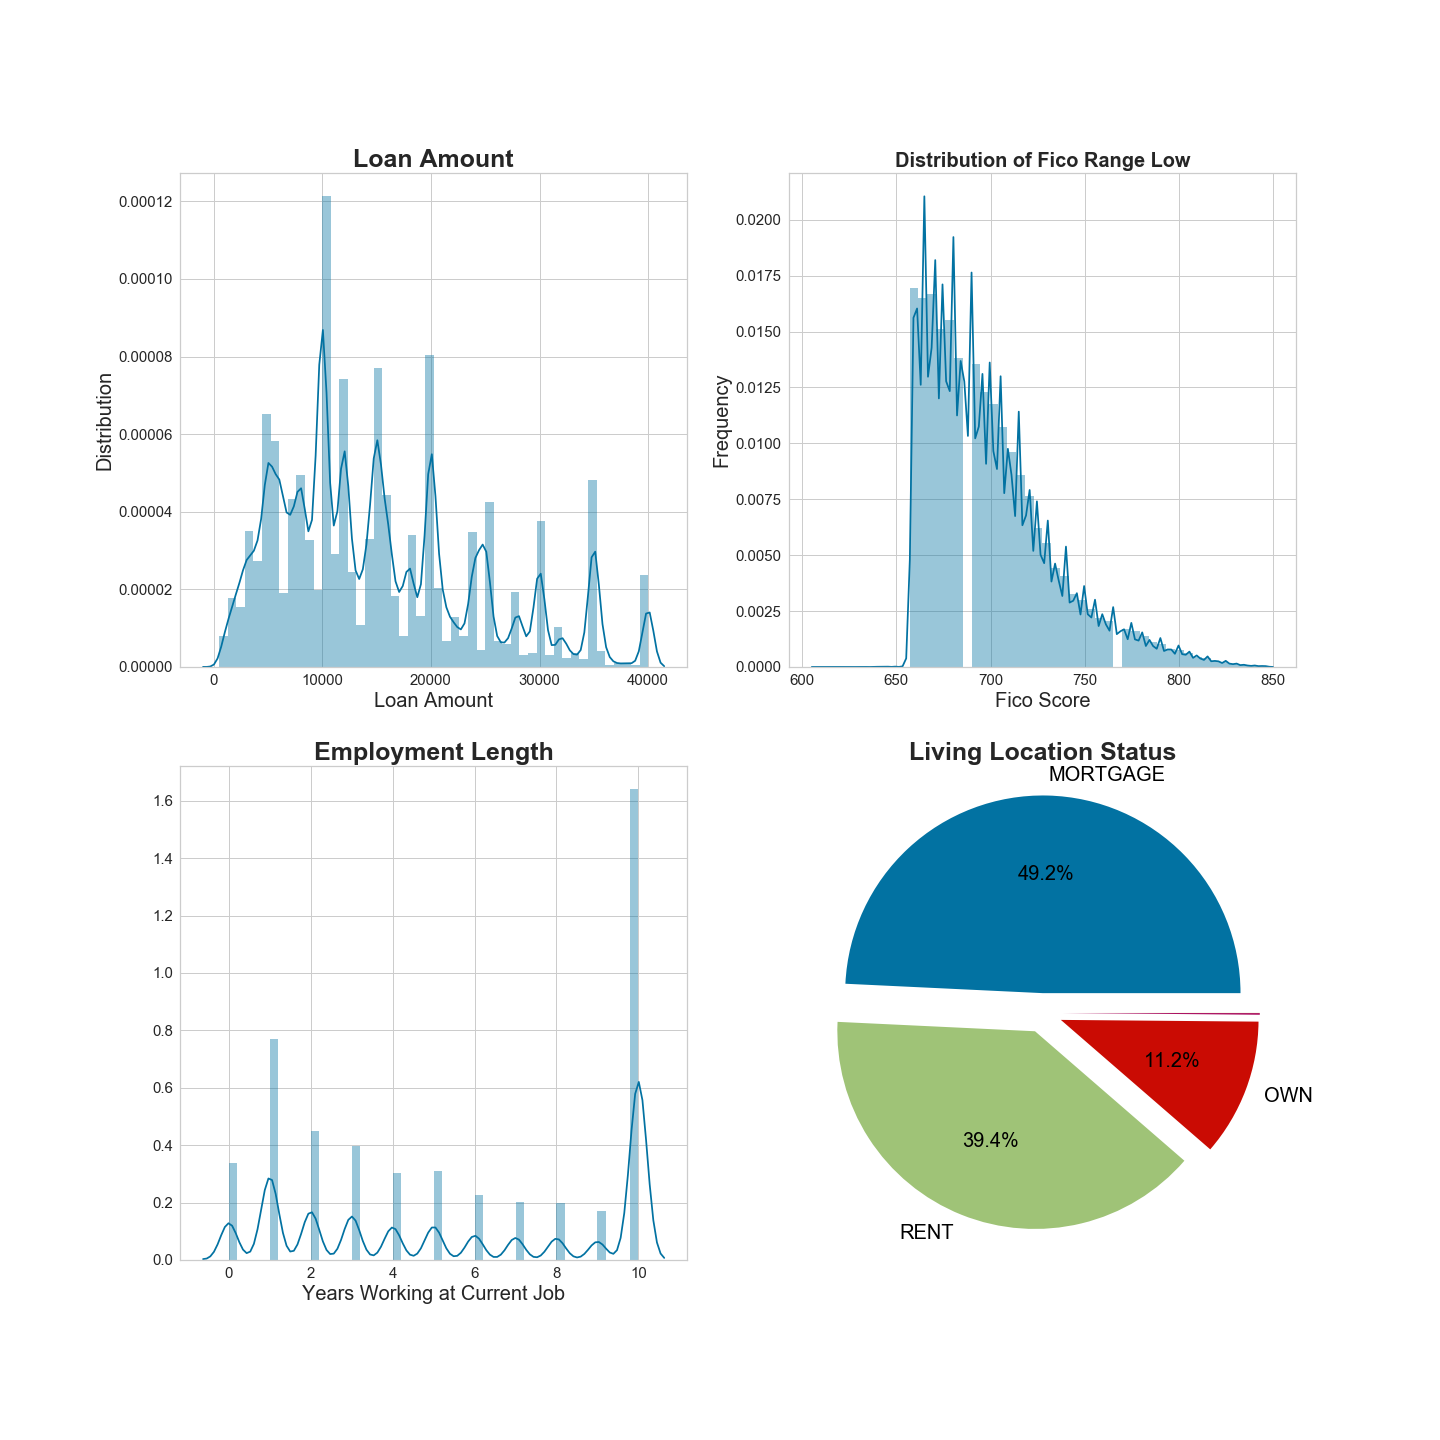 Loan Amount
0.00012
0.00010
0.00008
0.00006
0.00004
0.00002
0.00000
Distribution
0 10000 20000 30000 40000
Loan Amount
Distribution of Fico Range Low
0.0200
0.0175
0.0150
0.0125
0.0100
0.0075
0.0050
0.0025
0.0000
Frequency
600 650 700 750 800 850
Fico Score
Employment Length
1.6
1.4
1.2
1.0
0.8
0.6
0.4
0.2
0.0
0 2 4 6 8 10
Years Working at Current Job
Living Location Status
MORTGAGE
49.2%
11.2%
OWN
39.4%
RENT